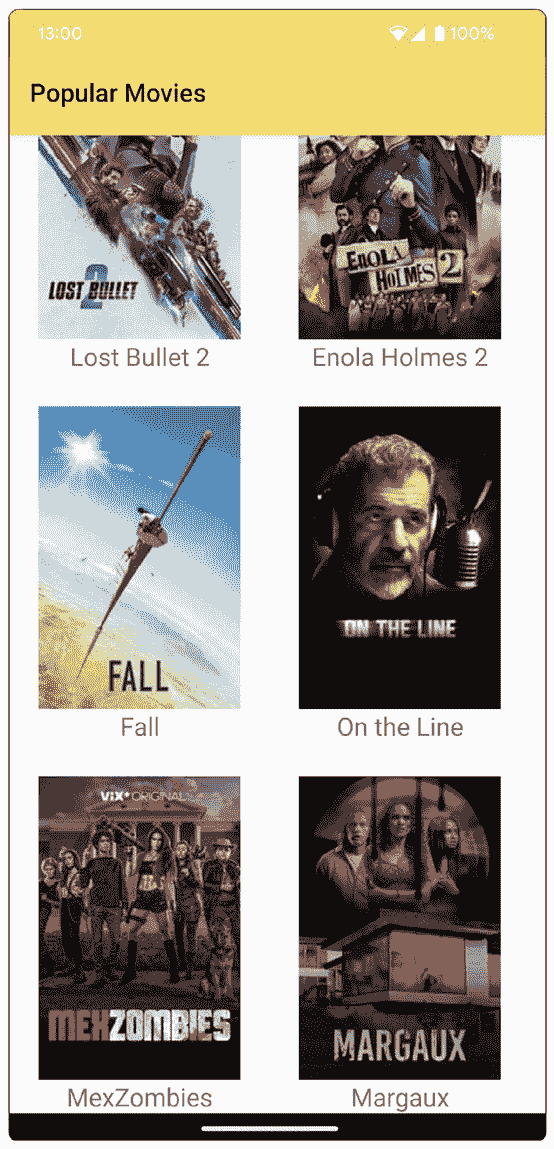 13:00
100%
Popular Movies
LOST BULLET 2
ENOLA
HOLMES 2
Lost Bullet 2
Enola Holmes 2
FALL
ON THE LINE
Fall
On the Line
ViX ORIGINAL
MEXZOMBIES
MARGAUX
MexZombies
Margaux